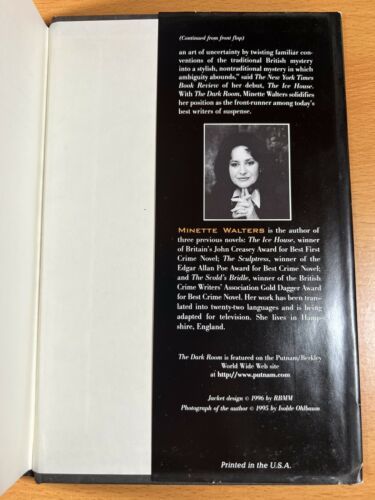 (Continued from front flap)
an art of uncertainty by twisting familiar con-
ventions of the traditional British mystery
into a stylish, nontraditional mystery in which
ambiguity abounds," said The New York Times
Book Review of her debut, The Ice House.
With The Dark Room, Minette Walters solidifies
her position as the front-runner among today's
best writers of suspense.
MINETTE WALTERS is the author of
three previous novels: The Ice House, winner
of Britain's John Creasey Award for Best First
Crime Novel; The Sculptress, winner of the
Edgar Allan Poe Award for Best Crime Novel;
and The Scold's Bridle, winner of the British
Crime Writers' Association Gold Dagger Award
for Best Crime Novel. Her work has been trans-
lated into twenty-two languages and is being
adapted for television. She lives in Hamp-
shire, England.
The Dark Room is featured on the Putnam/Berkley
World Wide Web site
at http://www.putnam.com
Jacket design © 1996 by RBMM
Photograph of the author © 1995 by Isolde Ohlbaum
Printed in the U.S.A.